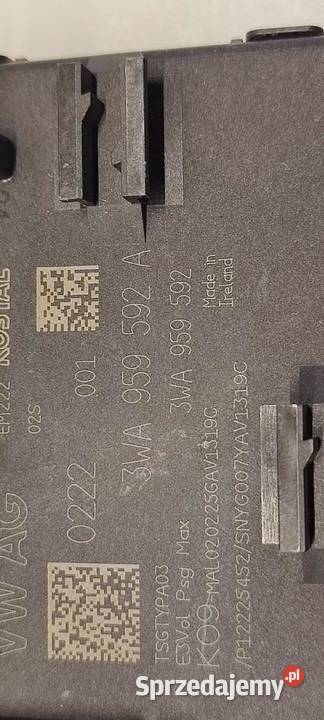 VW AG
EM222 KOSTAL
02S
0222 001
3WA 959 592 A
3WA 959 592
Made in
Ireland
TSGTYPA03
E3Vol Psg Max
K09-MAL0202256AV1319C
/P12225452/SNYG007YAV1319C
Sprzedajemy.pl